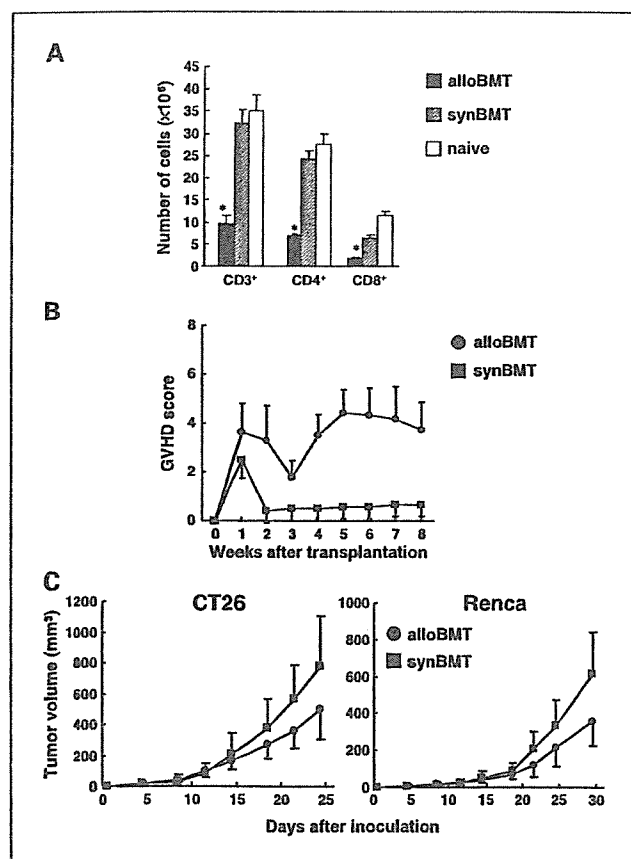 A
Number of cells (×10⁶)
45
40
35
30
25
20
15
10
5
0
*
*
*
CD3⁺
CD4⁺
CD8⁺
alloBMT
synBMT
naive
B
GVHD score
8
6
4
2
0
0 1 2 3 4 5 6 7 8
Weeks after transplantation
alloBMT
synBMT
C
CT26
Tumor volume (mm³)
1200
1000
800
600
400
200
0
0 5 10 15 20 25
Renca
1000
800
600
400
200
0
0 5 10 15 20 25 30
alloBMT
synBMT
Days after inoculation